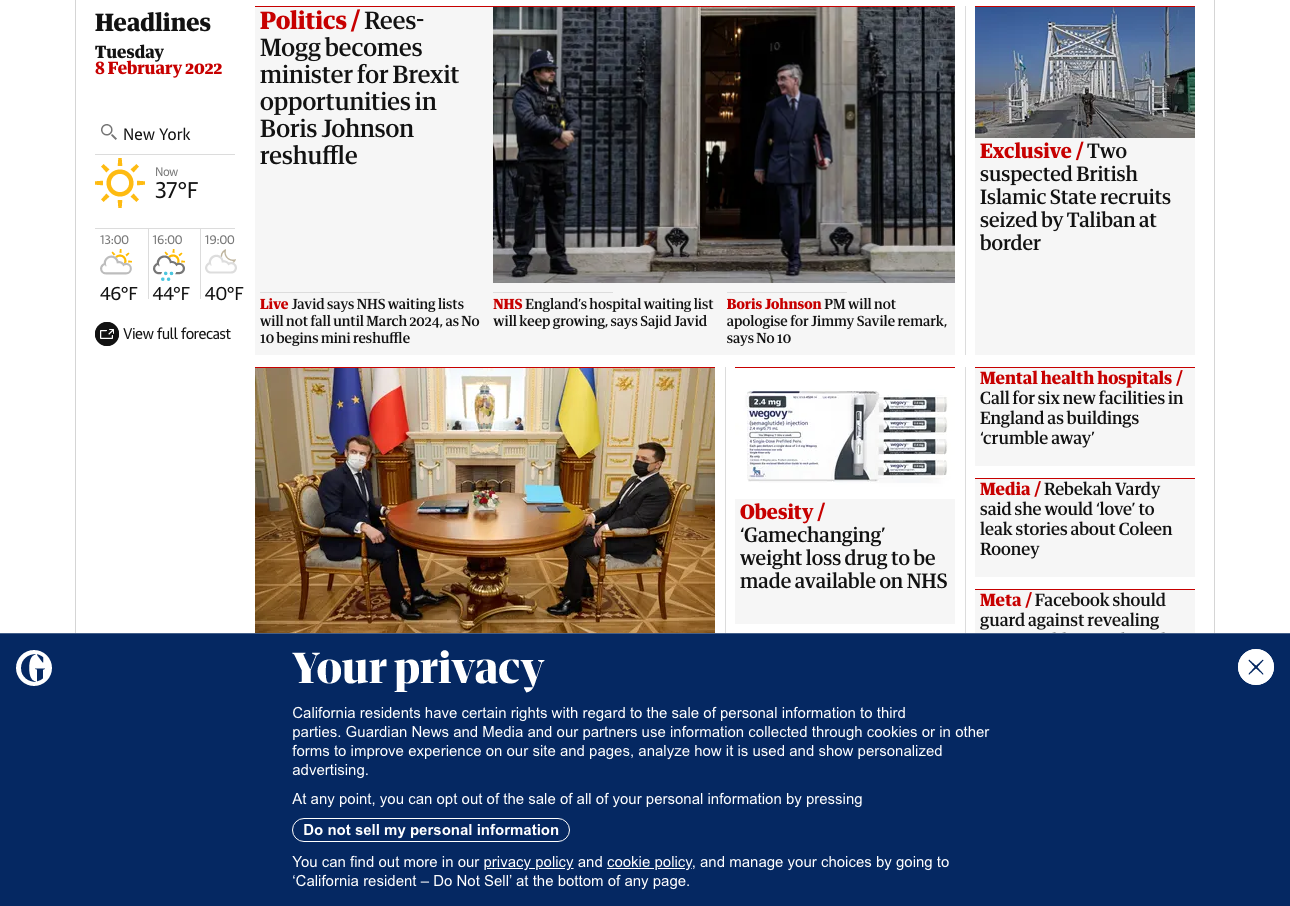 Headlines
Tuesday
8 February 2022
New York
Now
37°F
13:00
16:00
19:00
46°F
44°F
40°F
View full forecast
Politics / Rees-
Mogg becomes
minister for Brexit
opportunities in
Boris Johnson
reshuffle
10
Live Javid says NHS waiting lists
will not fall until March 2024, as No
10 begins mini reshuffle
NHS England's hospital waiting list
will keep growing, says Sajid Javid
Boris Johnson PM will not
apologise for Jimmy Savile remark,
says No 10
Exclusive / Two
suspected British
Islamic State recruits
seized by Taliban at
border
2.4 mg
wegovy™
(semaglutide) injection
Obesity /
‘Gamechanging’
weight loss drug to be
made available on NHS
Mental health hospitals /
Call for six new facilities in
England as buildings
‘crumble away’
Media / Rebekah Vardy
said she would ‘love’ to
leak stories about Coleen
Rooney
Meta / Facebook should
guard against revealing
Your privacy
California residents have certain rights with regard to the sale of personal information to third
parties. Guardian News and Media and our partners use information collected through cookies or in other
forms to improve experience on our site and pages, analyze how it is used and show personalized
advertising.
At any point, you can opt out of the sale of all of your personal information by pressing
Do not sell my personal information
You can find out more in our privacy policy and cookie policy, and manage your choices by going to
‘California resident – Do Not Sell’ at the bottom of any page.